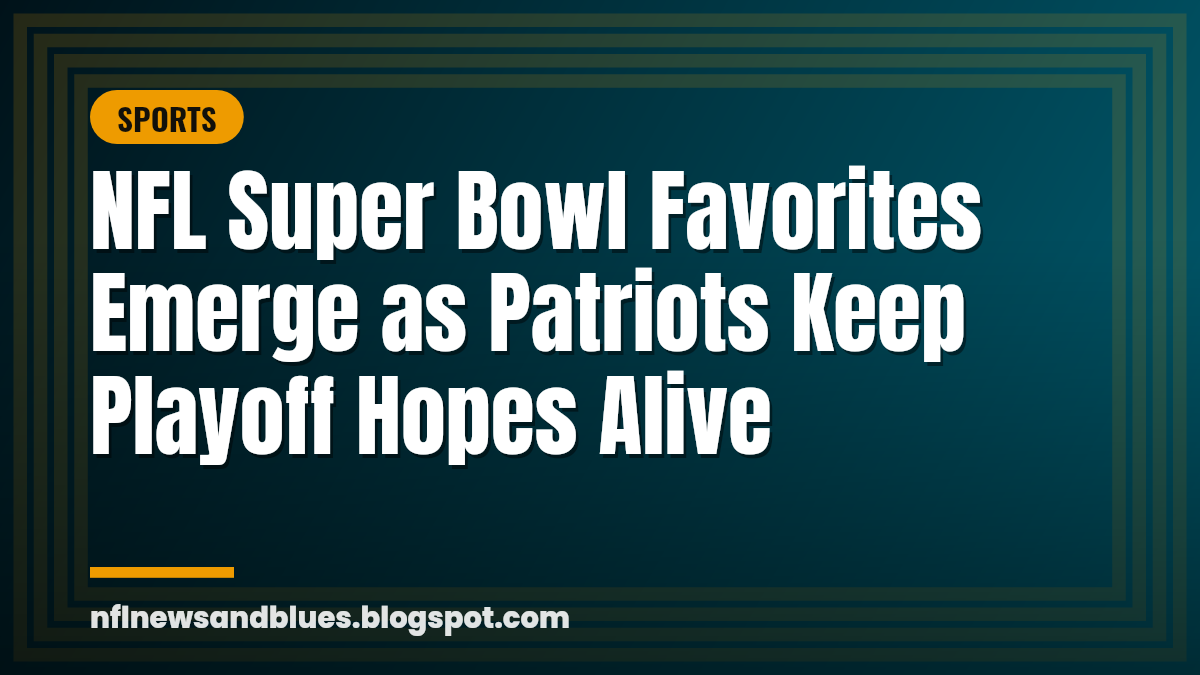 SPORTS
NFL Super Bowl Favorites
Emerge as Patriots Keep
Playoff Hopes Alive
nflnewsandblues.blogspot.com